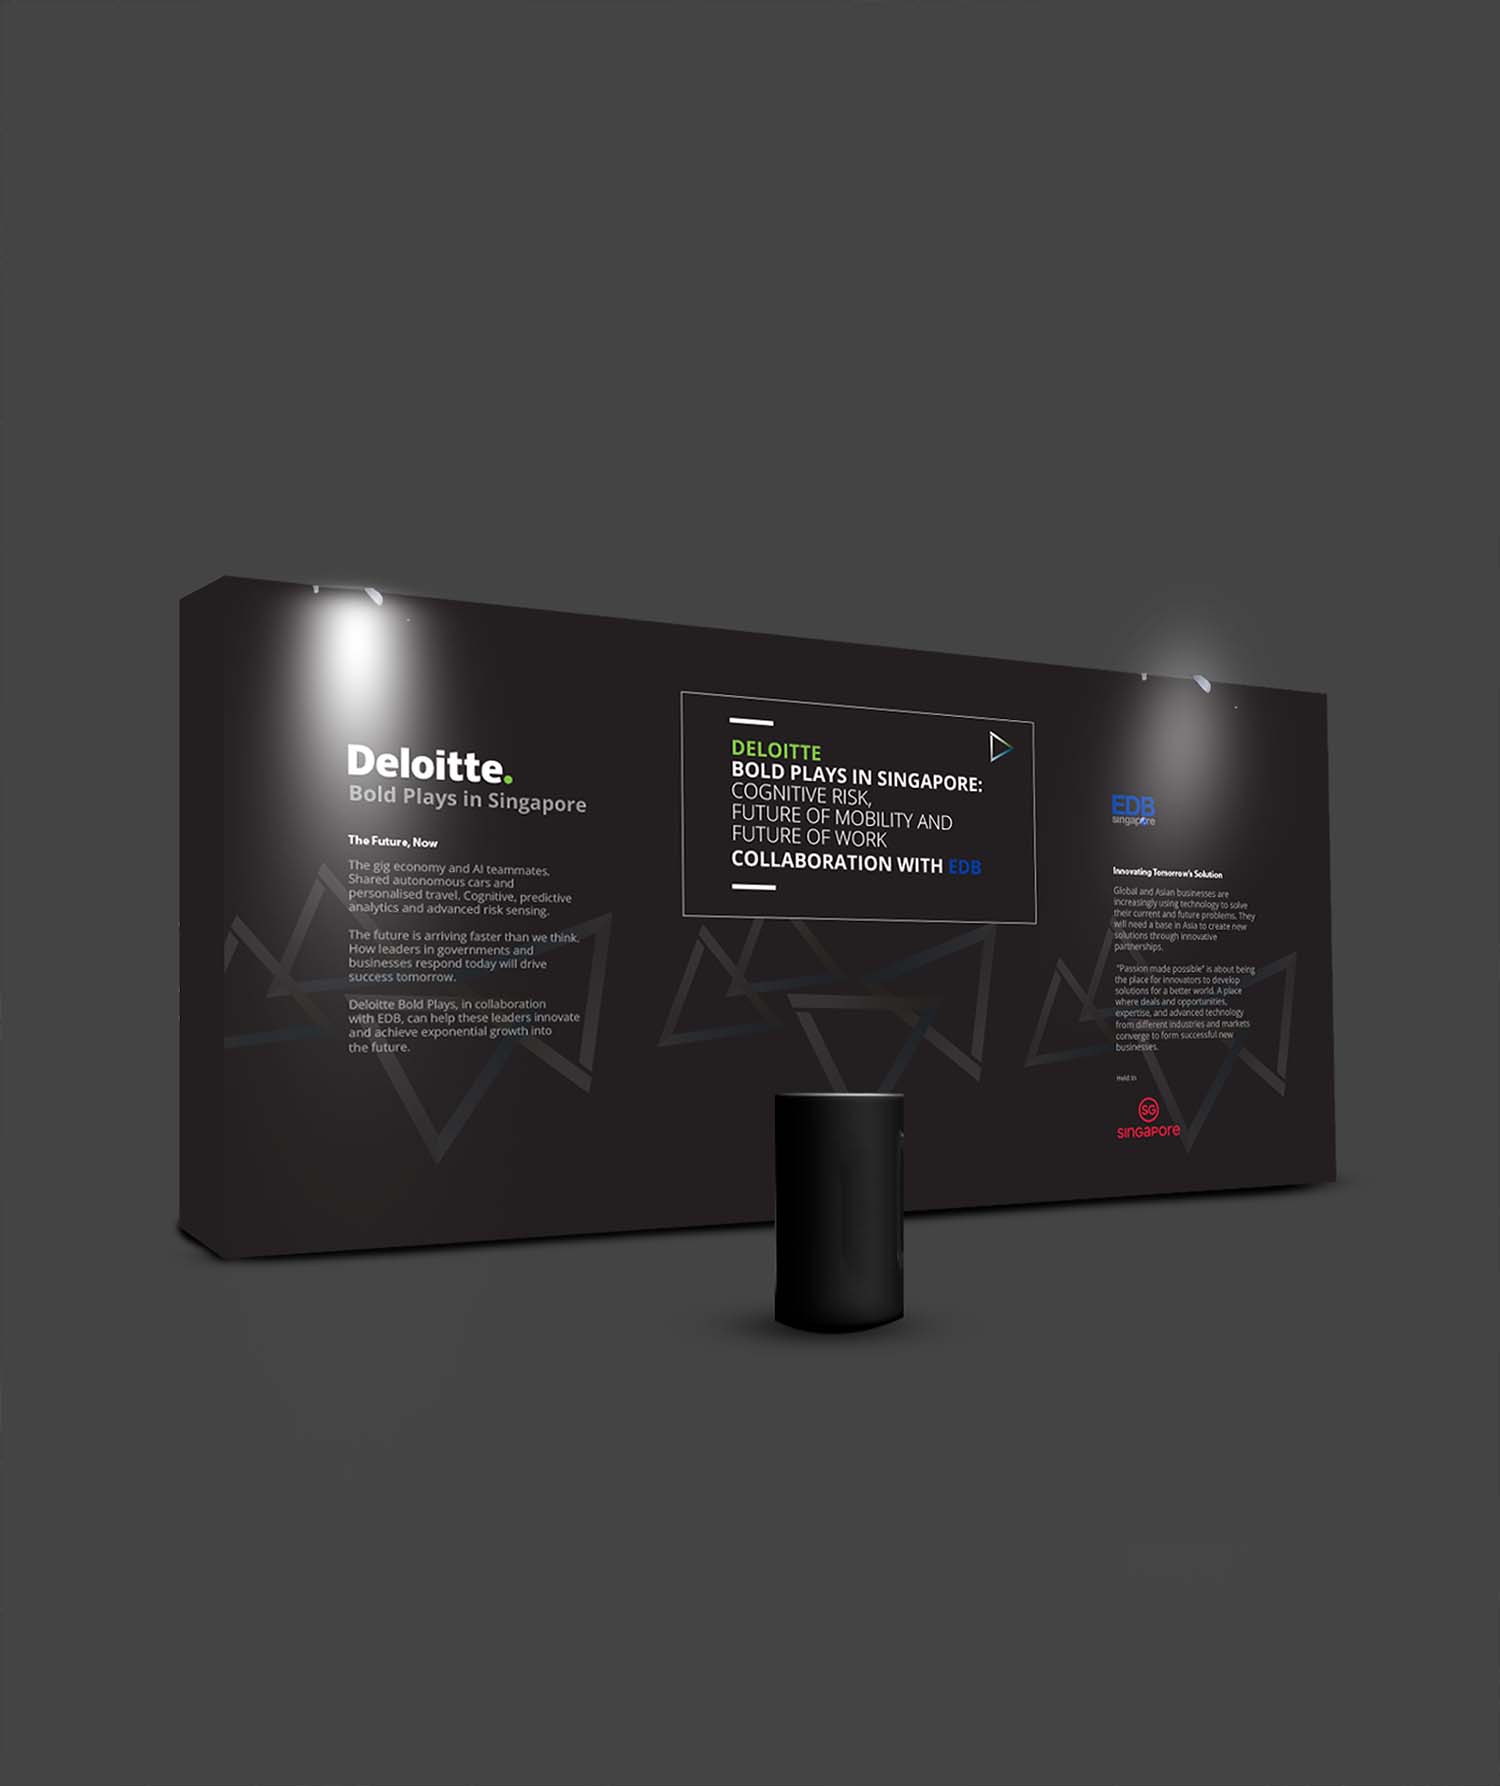 Deloitte.
Bold Plays in Singapore
The Future, Now
The gig economy and AI teammates.
Shared autonomous cars and
personalised travel. Cognitive, predictive
analytics and advanced risk sensing.
The future is arriving faster than we think.
How leaders in governments and
businesses respond today will drive
success tomorrow.
Deloitte Bold Plays, in collaboration
with EDB, can help these leaders innovate
and achieve exponential growth into
the future.
DELOITTE
BOLD PLAYS IN SINGAPORE:
COGNITIVE RISK,
FUTURE OF MOBILITY AND
FUTURE OF WORK
COLLABORATION WITH EDB
EDB
singapore
Innovating Tomorrow's Solution
Global and Asian businesses are
increasingly using technology to solve
their current and future problems. They
will need a base in Asia to create new
solutions through innovative
partnerships.
"Passion made possible" is about being
the place for innovators to develop
solutions for a better world. A place
where deals and opportunities,
expertise, and advanced technology
from different industries and markets
converge to form successful new
businesses.
Held in
SG
SINGAPORE